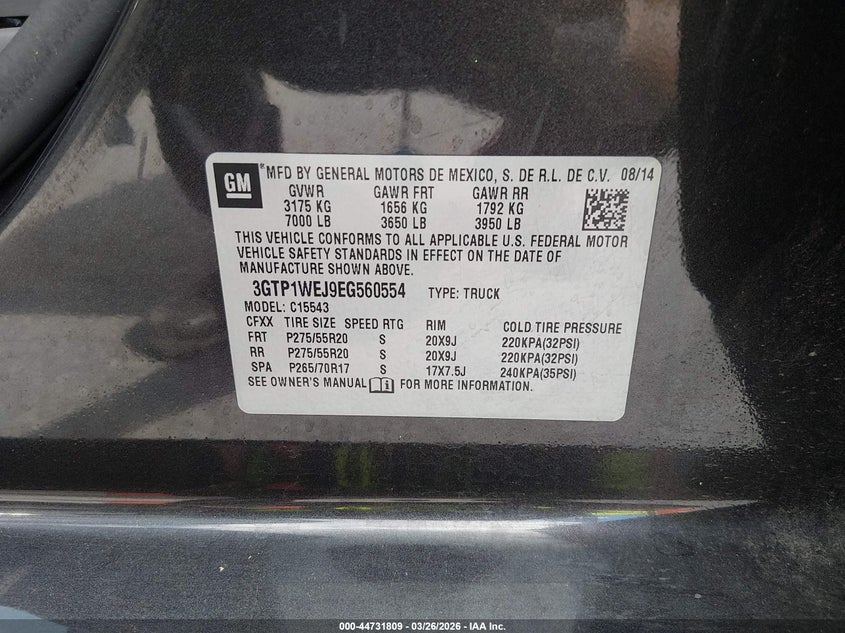 GM
MFD BY GENERAL MOTORS DE MEXICO, S. DE R.L. DE C.V. 08/14
GVWR GAWR FRT GAWR RR
3175 KG 1656 KG 1792 KG
7000 LB 3650 LB 3950 LB
THIS VEHICLE CONFORMS TO ALL APPLICABLE U.S. FEDERAL MOTOR
VEHICLE SAFETY STANDARDS IN EFFECT ON THE DATE OF
MANUFACTURE SHOWN ABOVE.
3GTP1WEJ9EG560554 TYPE: TRUCK
MODEL: C15543
CFXX TIRE SIZE SPEED RTG RIM COLD TIRE PRESSURE
FRT P275/55R20 S 20X9J 220KPA(32PSI)
RR P275/55R20 S 20X9J 220KPA(32PSI)
SPA P265/70R17 S 17X7.5J 240KPA(35PSI)
SEE OWNER'S MANUAL FOR MORE INFORMATION.
000-44731809 - 03/26/2026 - IAA Inc.